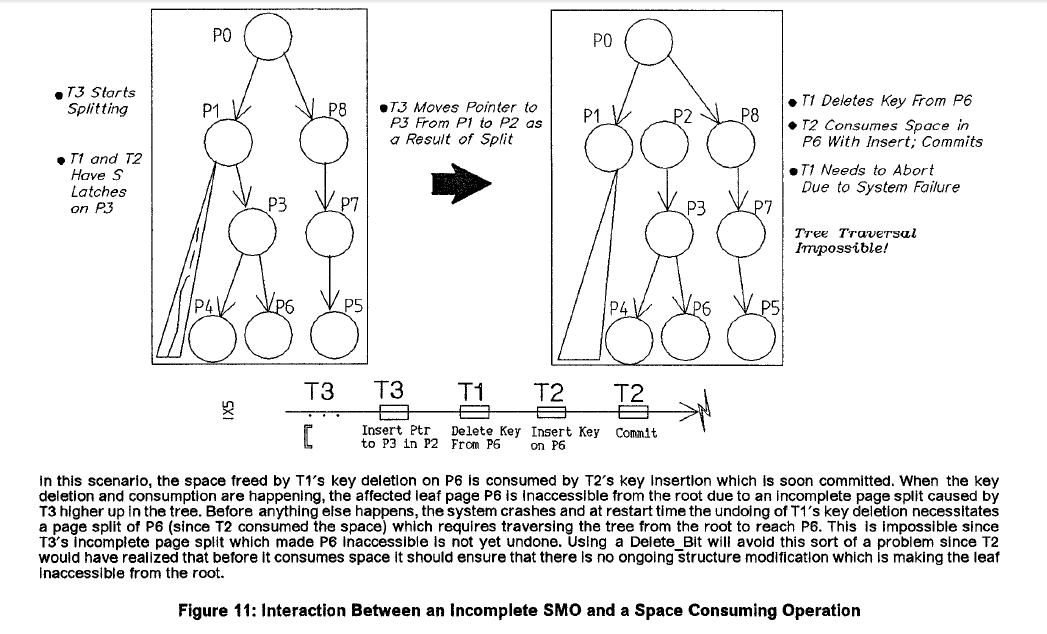 P0
P1
P8
P3
P7
P4
P6
P5
● T3 Starts
Splitting
● T1 and T2
Have S
Latches
on P3
● T3 Moves Pointer to
P3 From P1 to P2 as
a Result of Split
P0
P1
P2
P8
P3
P7
P4
P6
P5
● T1 Deletes Key From P6
● T2 Consumes Space in
P6 With Insert; Commits
● T1 Needs to Abort
Due to System Failure
Tree Traversal
Impossible!
T3 T3 T1 T2 T2
. . .
[
Insert Ptr
to P3 in P2
Delete Key
From P6
Insert Key
on P6
Commit
In this scenario, the space freed by T1's key deletion on P6 is consumed by T2's key insertion which is soon committed. When the key
deletion and consumption are happening, the affected leaf page P6 is inaccessible from the root due to an incomplete page split caused by
T3 higher up in the tree. Before anything else happens, the system crashes and at restart time the undoing of T1's key deletion necessitates
a page split of P6 (since T2 consumed the space) which requires traversing the tree from the root to reach P6. This is impossible since
T3's incomplete page split which made P6 inaccessible is not yet undone. Using a Delete_Bit will avoid this sort of a problem since T2
would have realized that before it consumes space it should ensure that there is no ongoing structure modification which is making the leaf
inaccessible from the root.
Figure 11: Interaction Between an Incomplete SMO and a Space Consuming Operation